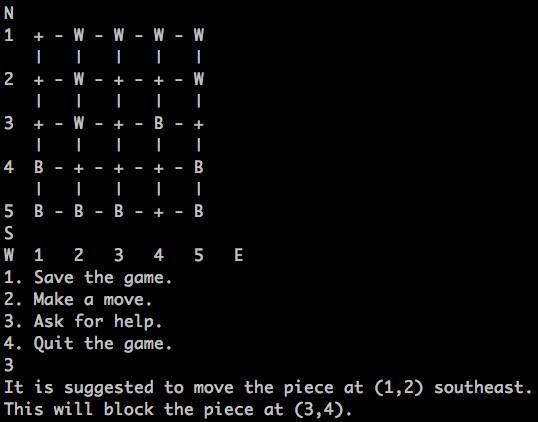 N
1  + - W - W - W - W
   |   |   |   |   |
2  + - W - + - + - W
   |   |   |   |   |
3  + - W - + - B - +
   |   |   |   |   |
4  B - + - + - + - B
   |   |   |   |   |
5  B - B - B - + - B
S
W  1   2   3   4   5   E
1. Save the game.
2. Make a move.
3. Ask for help.
4. Quit the game.
3
It is suggested to move the piece at (1,2) southeast.
This will block the piece at (3,4).